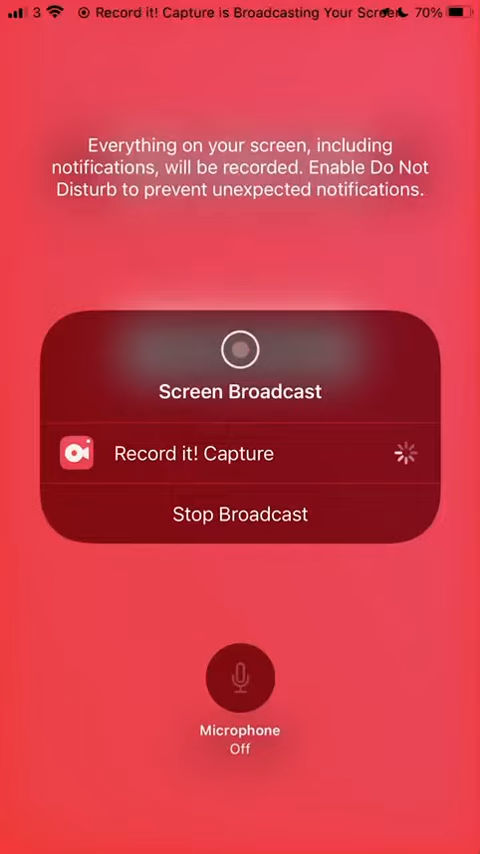 3 Record it! Capture is Broadcasting Your Screen 70%
Everything on your screen, including
notifications, will be recorded. Enable Do Not
Disturb to prevent unexpected notifications.
Screen Broadcast
Record it! Capture
Stop Broadcast
Microphone
Off